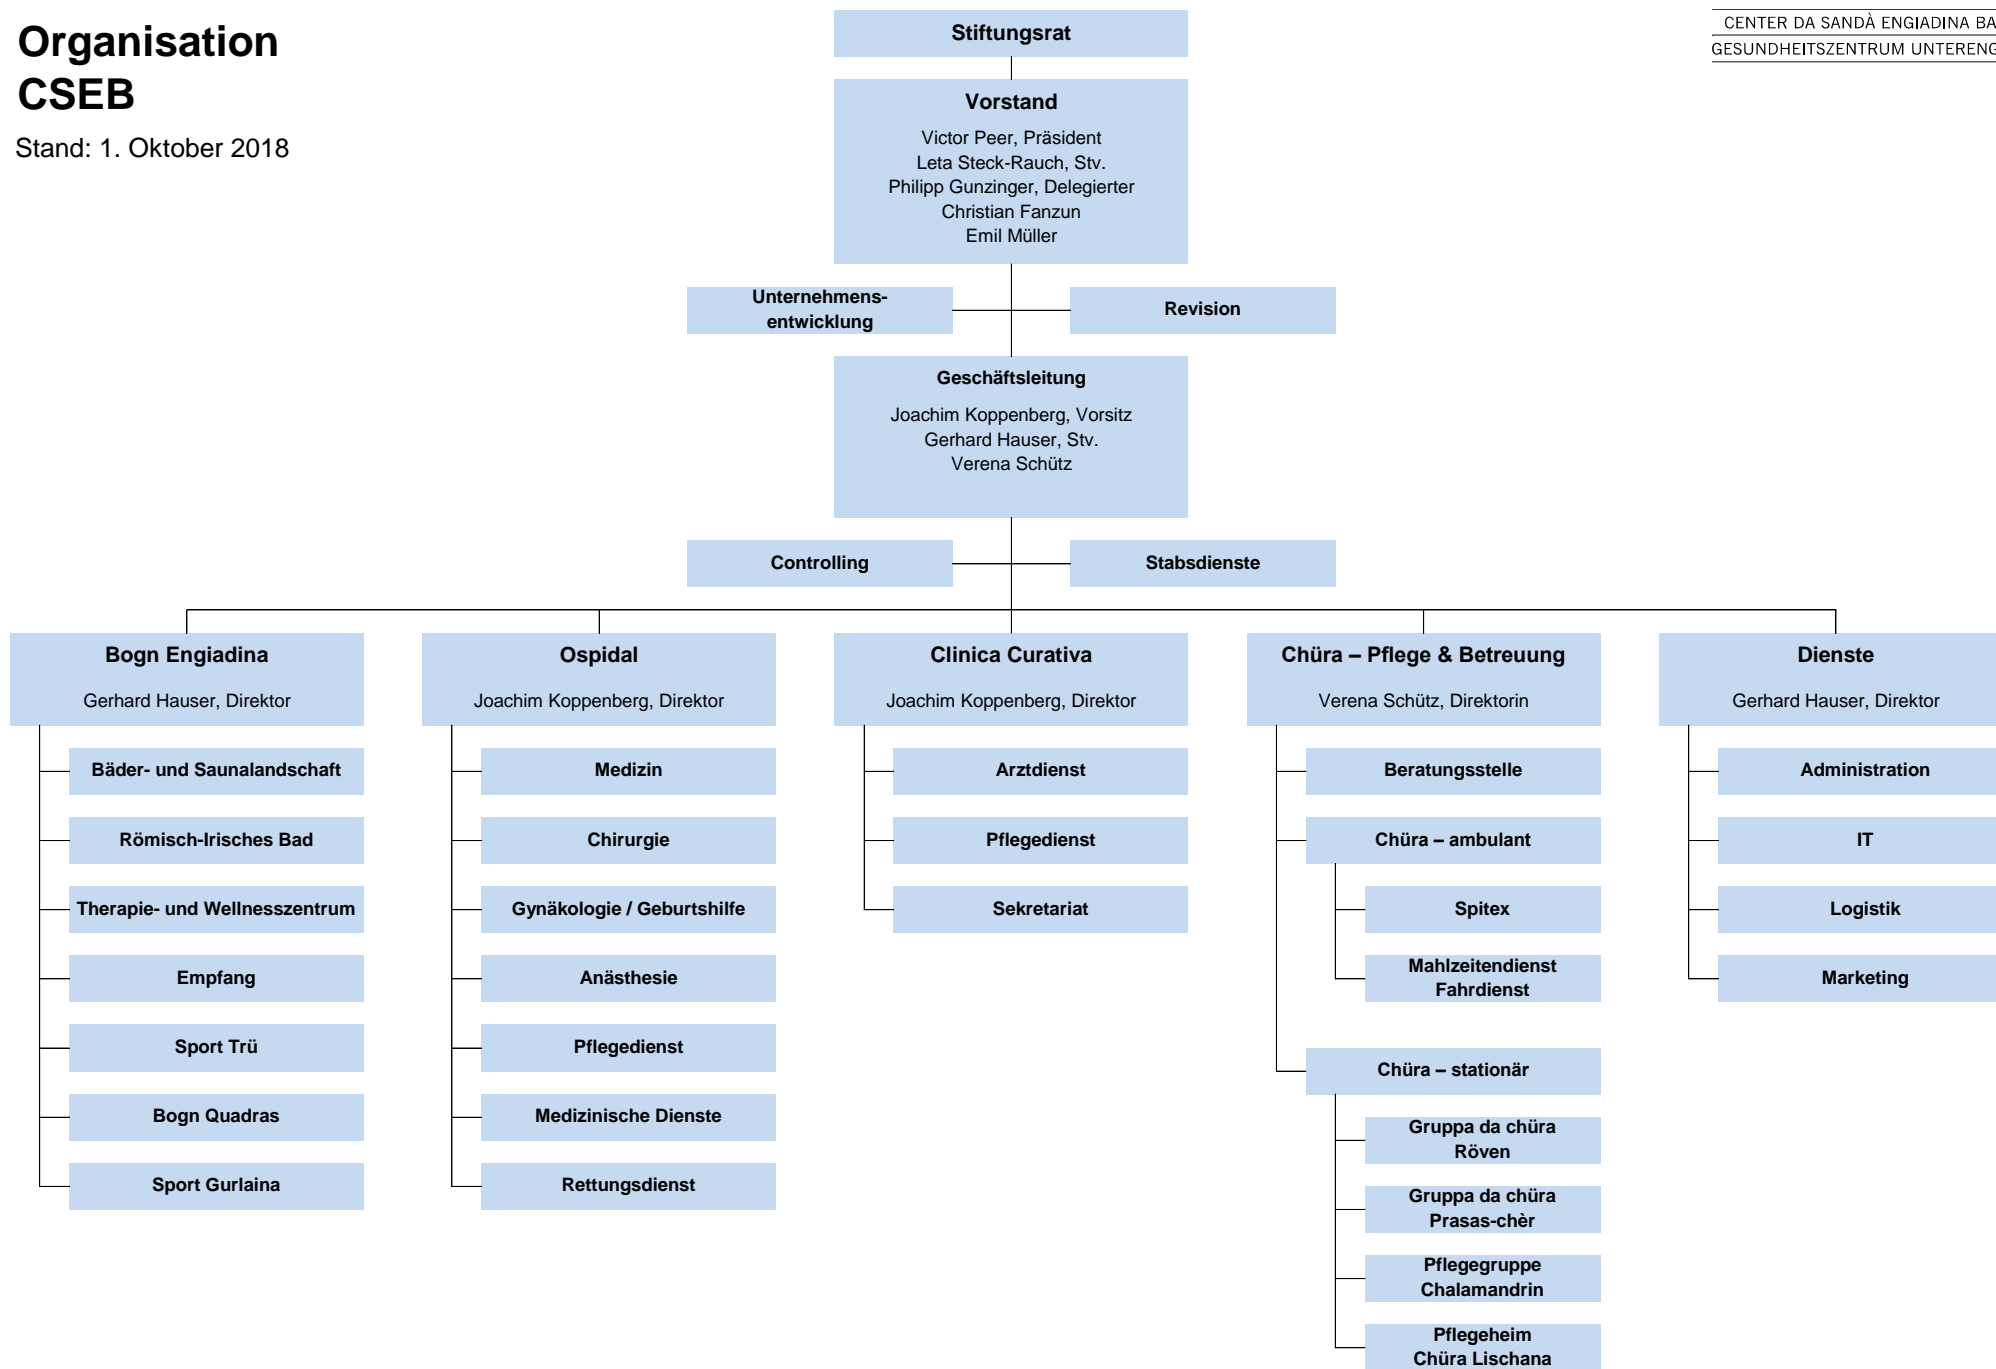 Organisation
CSEB
Stand: 1. Oktober 2018
CENTER DA SANDÀ ENGIADINA BA
GESUNDHEITSZENTRUM UNTERENG
Stiftungsrat
Vorstand
Victor Peer, Präsident
Leta Steck-Rauch, Stv.
Philipp Gunzinger, Delegierter
Christian Fanzun
Emil Müller
Unternehmens-
entwicklung
Revision
Geschäftsleitung
Joachim Koppenberg, Vorsitz
Gerhard Hauser, Stv.
Verena Schütz
Controlling
Stabsdienste
Bogn Engiadina
Gerhard Hauser, Direktor
Bäder- und Saunalandschaft
Römisch-Irisches Bad
Therapie- und Wellnesszentrum
Empfang
Sport Trü
Bogn Quadras
Sport Gurlaina
Ospidal
Joachim Koppenberg, Direktor
Medizin
Chirurgie
Gynäkologie / Geburtshilfe
Anästhesie
Pflegedienst
Medizinische Dienste
Rettungsdienst
Clinica Curativa
Joachim Koppenberg, Direktor
Arztdienst
Pflegedienst
Sekretariat
Chüra – Pflege & Betreuung
Verena Schütz, Direktorin
Beratungsstelle
Chüra – ambulant
Spitex
Mahlzeitendienst
Fahrdienst
Chüra – stationär
Gruppa da chüra
Röven
Gruppa da chüra
Prasas-chèr
Pflegegruppe
Chalamandrin
Pflegeheim
Chüra Lischana
Dienste
Gerhard Hauser, Direktor
Administration
IT
Logistik
Marketing